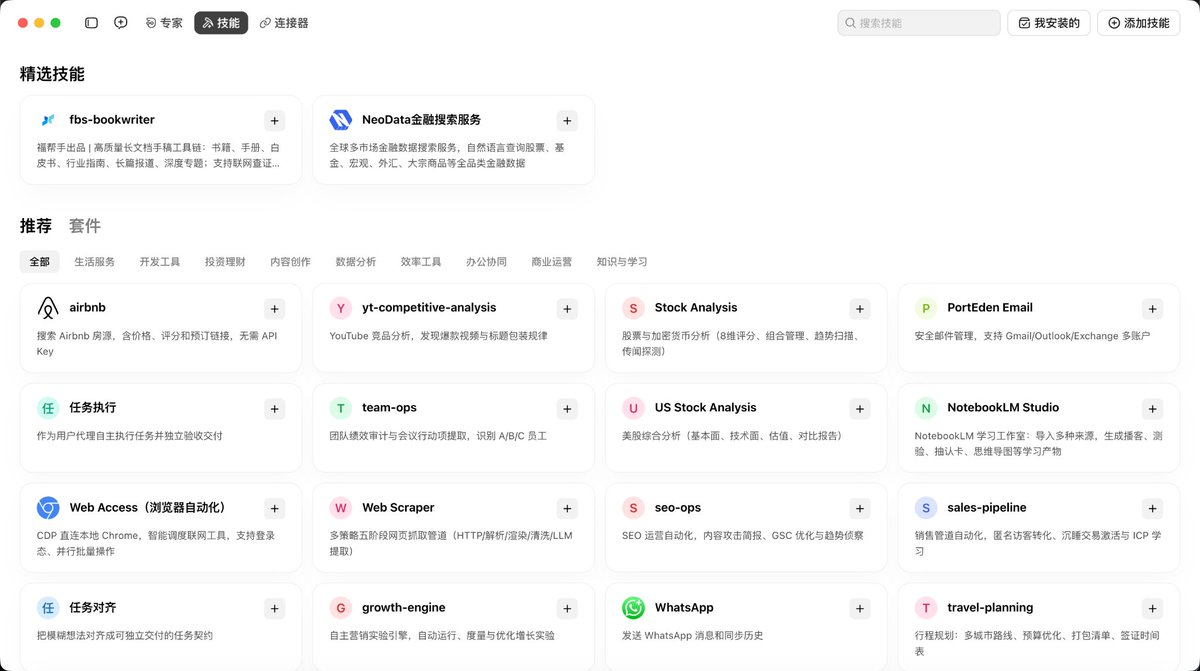 专家
技能
连接器
搜索技能
我安装的
添加技能
精选技能
fbs-bookwriter
福帮手出品 | 高质量长文档手稿工具链：书籍、手册、白
皮书、行业指南、长篇报道、深度专题；支持联网查证...
NeoData金融搜索服务
全球多市场金融数据搜索服务，自然语言查询股票、基
金、宏观、外汇、大宗商品等全品类金融数据
推荐
套件
全部
生活服务
开发工具
投资理财
内容创作
数据分析
效率工具
办公协同
商业运营
知识与学习
airbnb
搜索 Airbnb 房源，含价格、评分和预订链接，无需 API
Key
Y
yt-competitive-analysis
YouTube 竞品分析，发现爆款视频与标题包装规律
S
Stock Analysis
股票与加密货币分析（8维评分、组合管理、趋势扫描、
传闻探测）
P
PortEden Email
安全邮件管理，支持 Gmail/Outlook/Exchange 多账户
任
任务执行
作为用户代理自主执行任务并独立验收交付
T
team-ops
团队绩效审计与会议行动项提取，识别 A/B/C 员工
U
US Stock Analysis
美股综合分析（基本面、技术面、估值、对比报告）
N
NotebookLM Studio
NotebookLM 学习工作室：导入多种来源，生成播客、测
验、抽认卡、思维导图等学习产物
Web Access（浏览器自动化）
CDP 直连本地 Chrome，智能调度联网工具，支持登录
态、并行批量操作
W
Web Scraper
多策略五阶段网页抓取管道（HTTP/解析/渲染/清洗/LLM
提取）
S
seo-ops
SEO 运营自动化，内容攻击简报、GSC 优化与趋势侦察
S
sales-pipeline
销售管道自动化，匿名访客转化、沉睡交易激活与 ICP 学
习
任
任务对齐
把模糊想法对齐成可独立交付的任务契约
G
growth-engine
自主营销实验引擎，自动运行、度量与优化增长实验
WhatsApp
发送 WhatsApp 消息和同步历史
T
travel-planning
行程规划：多城市路线、预算优化、打包清单、签证时间
表